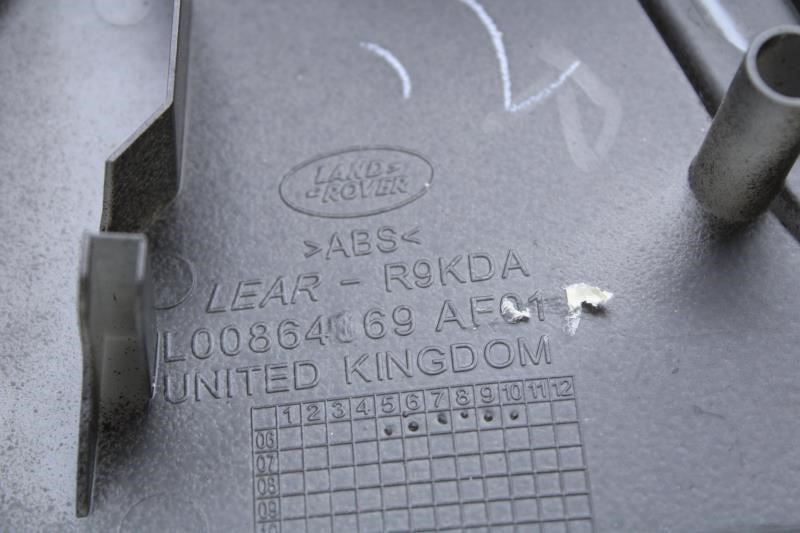 LAND
ROVER
>ABS<
LEAR - R9KDA
UNITED KINGDOM
1 2 3 4 5 6 7 8 9 10 11 12
06
07
08
09